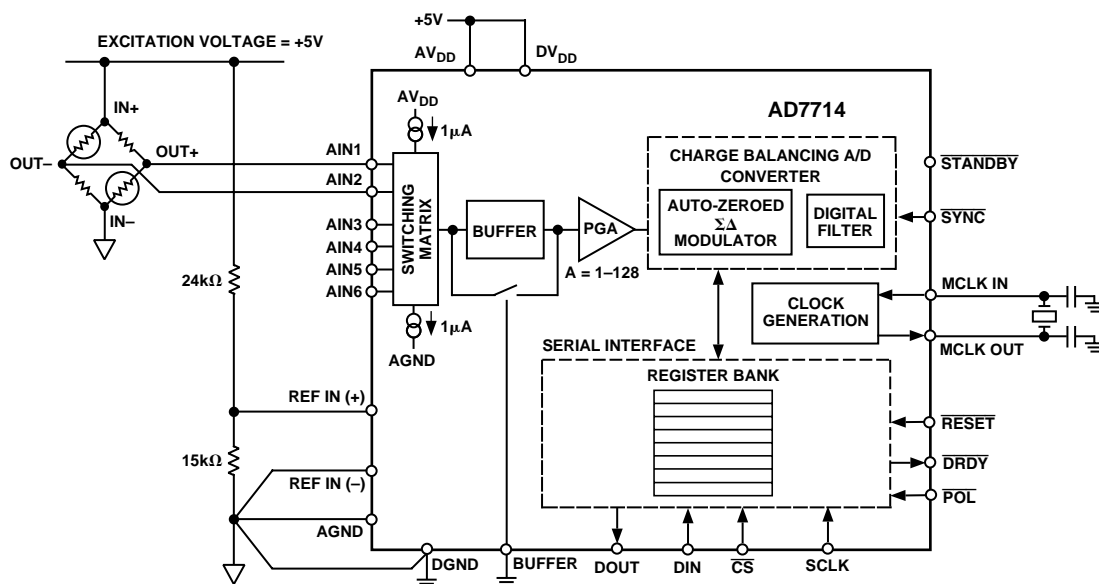 +5V
EXCITATION VOLTAGE = +5V
AVDD
DVDD
AVDD
1µA
AD7714
IN+
OUT–
OUT+
IN–
AIN1
AIN2
AIN3
AIN4
AIN5
AIN6
SWITCHING
MATRIX
BUFFER
PGA
A = 1–128
CHARGE BALANCING A/D
CONVERTER
AUTO-ZEROED
ΣΔ
MODULATOR
DIGITAL
FILTER
STANDBY
SYNC
24kΩ
1µA
AGND
CLOCK
GENERATION
MCLK IN
MCLK OUT
SERIAL INTERFACE
REGISTER BANK
REF IN (+)
15kΩ
REF IN (–)
AGND
RESET
DRDY
POL
DGND
BUFFER
DOUT
DIN
CS
SCLK